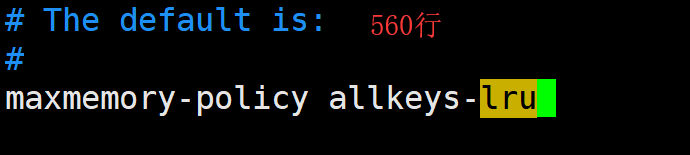 # The default is: 560行
#
maxmemory-policy allkeys-lru